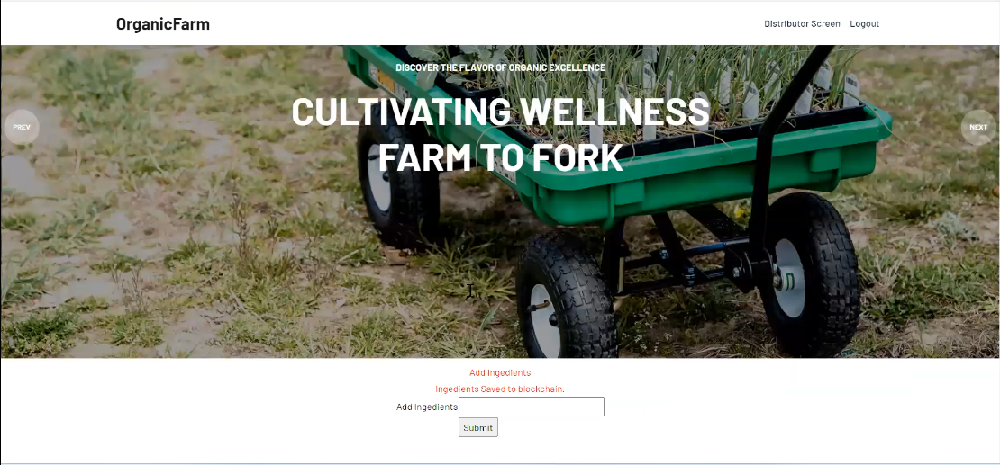 OrganicFarm
Distributor Screen Logout
DISCOVER THE FLAVOR OF ORGANIC EXCELLENCE
CULTIVATING WELLNESS
FARM TO FORK
PREV
NEXT
Add Ingedients
Ingedients Saved to blockchain.
Add Ingedients
Submit